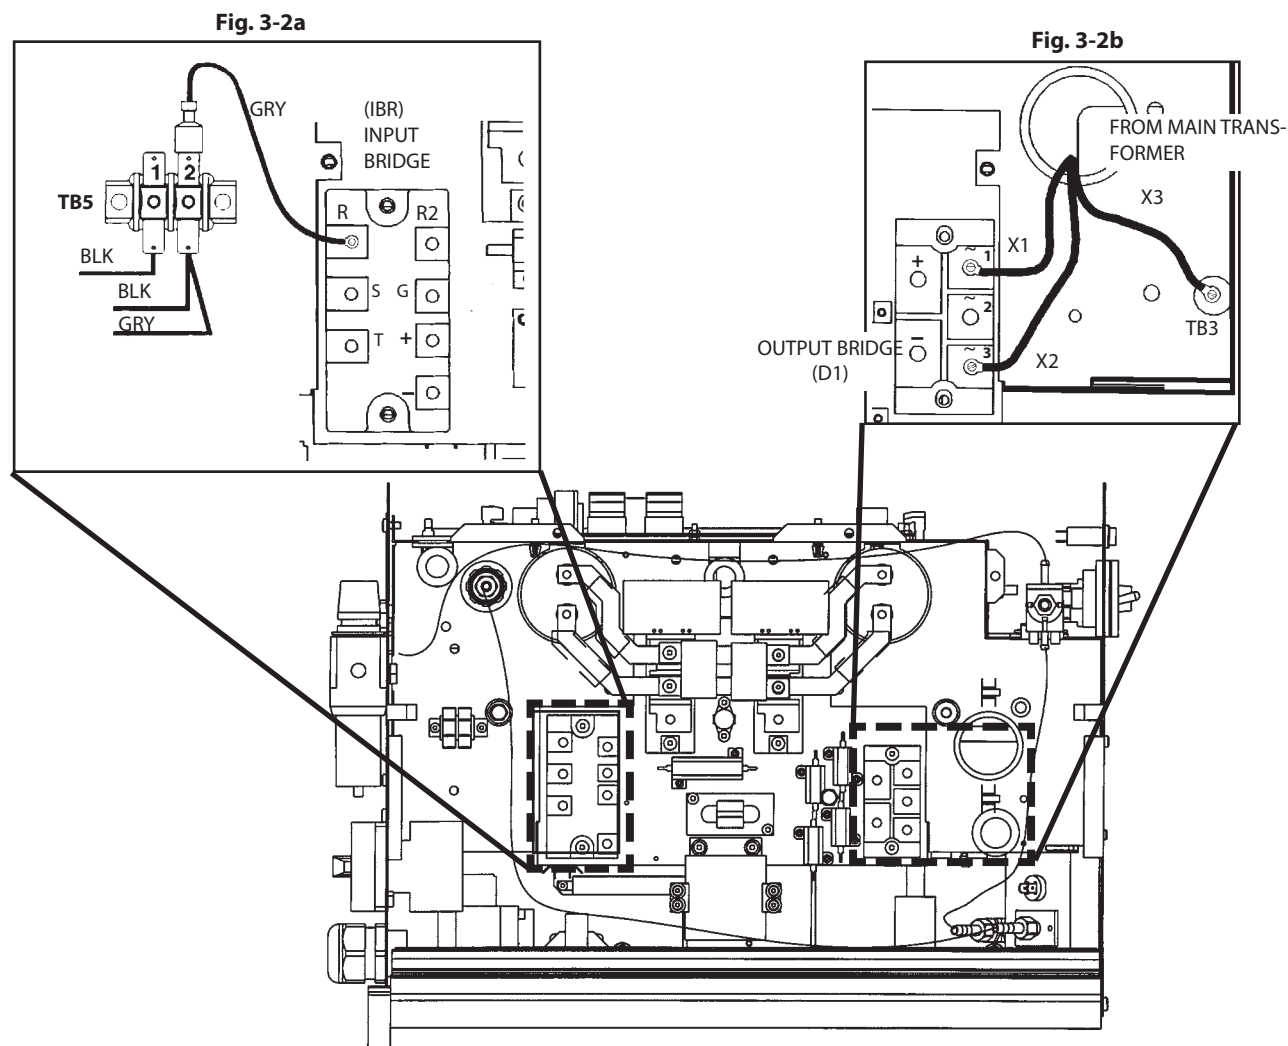 Fig. 3-2a
GRY
(IBR)
INPUT
BRIDGE
1 2
TB5
BLK
BLK
GRY
R R2
S G
T +
−
Fig. 3-2b
FROM MAIN TRANS-
FORMER
X3
X1
+
~ 1
2
−
~ 3
OUTPUT BRIDGE
(D1)
X2
TB3